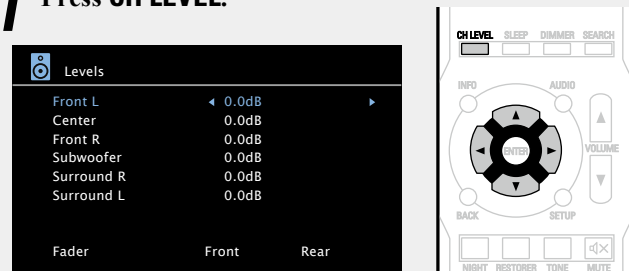 1 Press CH LEVEL.
Levels
Front L 0.0dB
Center 0.0dB
Front R 0.0dB
Subwoofer 0.0dB
Surround R 0.0dB
Surround L 0.0dB
Fader Front Rear
CH LEVEL SLEEP DIMMER SEARCH
INFO AUDIO
ENTER
VOLUME
BACK SETUP
NIGHT RESTORER TONE MUTE